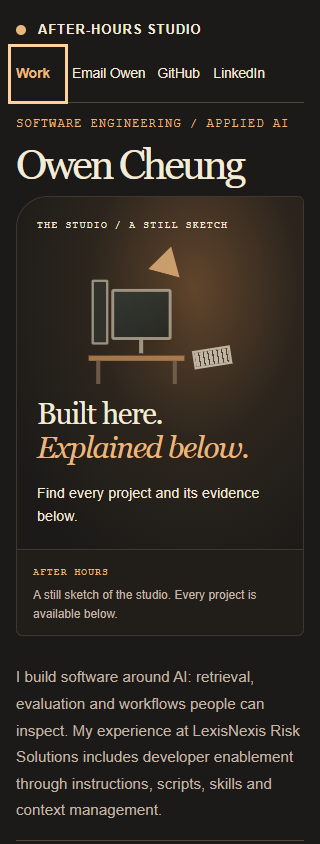 AFTER-HOURS STUDIO
Work Email Owen GitHub LinkedIn
SOFTWARE ENGINEERING / APPLIED AI
Owen Cheung
THE STUDIO / A STILL SKETCH
Built here.
Explained below.
Find every project and its evidence
below.
AFTER HOURS
A still sketch of the studio. Every project is
available below.
I build software around AI: retrieval,
evaluation and workflows people can
inspect. My experience at LexisNexis Risk
Solutions includes developer enablement
through instructions, scripts, skills and
context management.